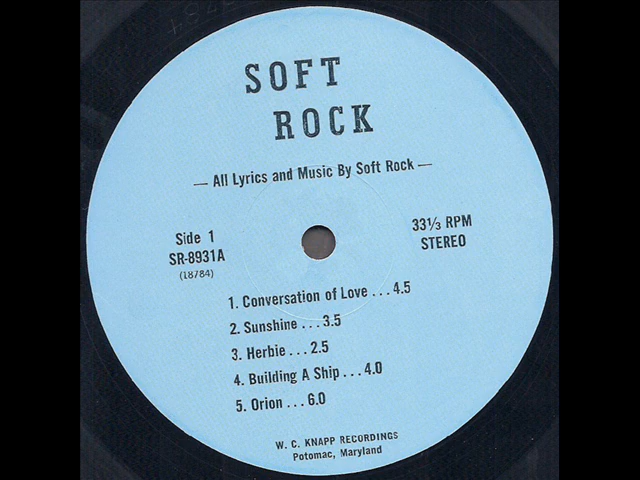 SOFT
ROCK
— All Lyrics and Music By Soft Rock —
Side 1
SR-8931A
(18784)
33⅓ RPM
STEREO
1. Conversation of Love . . . 4.5
2. Sunshine . . . 3.5
3. Herbie . . . 2.5
4. Building A Ship . . . 4.0
5. Orion . . . 6.0
W. C. KNAPP RECORDINGS
Potomac, Maryland